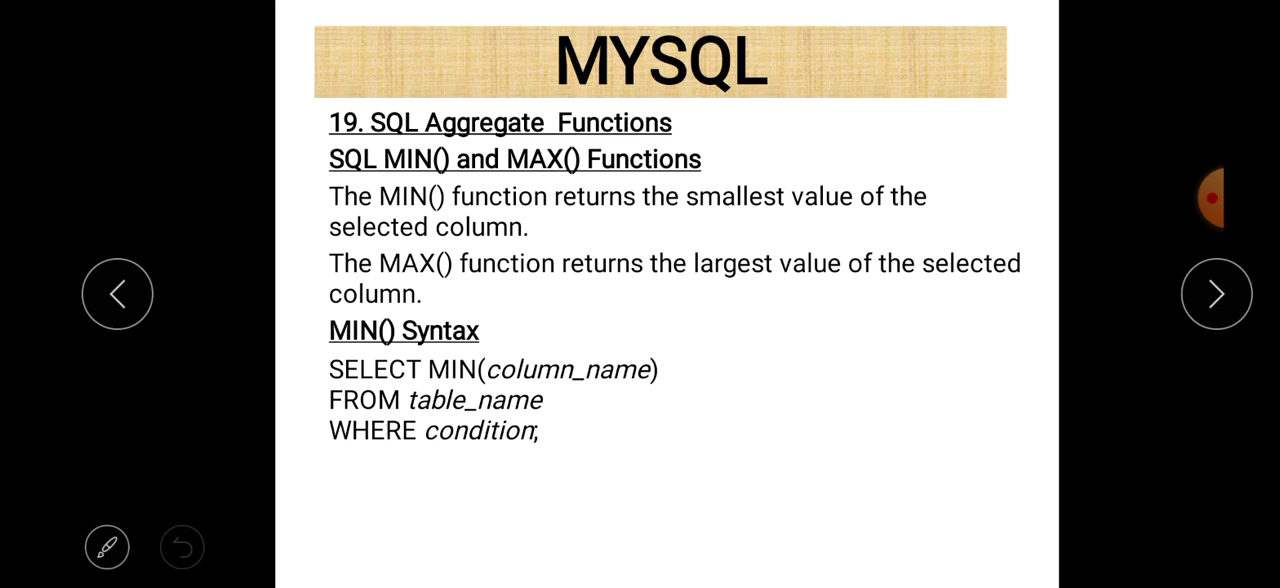 MYSQL
19. SQL Aggregate  Functions
SQL MIN() and MAX() Functions
The MIN() function returns the smallest value of the
selected column.
The MAX() function returns the largest value of the selected
column.
MIN() Syntax
SELECT MIN(column_name)
FROM table_name
WHERE condition;